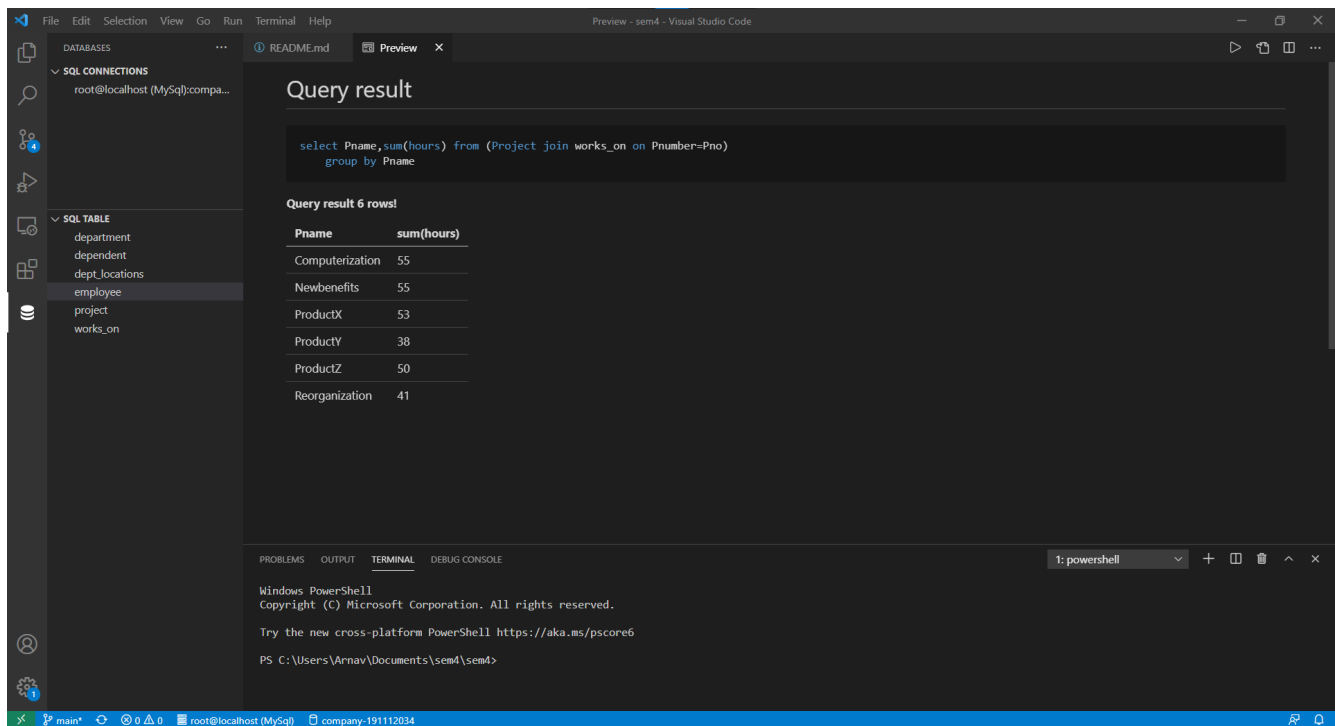 File Edit Selection View Go Run Terminal Help
Preview - sem4 - Visual Studio Code
DATABASES ...
SQL CONNECTIONS
root@localhost (MySql):compa...
4
SQL TABLE
department
dependent
dept_locations
employee
project
works_on
1
README.md Preview
Query result
select Pname,sum(hours) from (Project join works_on on Pnumber=Pno)
group by Pname
Query result 6 rows!
Pname sum(hours)
Computerization 55
Newbenefits 55
ProductX 53
ProductY 38
ProductZ 50
Reorganization 41
PROBLEMS OUTPUT TERMINAL DEBUG CONSOLE 1: powershell
Windows PowerShell
Copyright (C) Microsoft Corporation. All rights reserved.
Try the new cross-platform PowerShell https://aka.ms/pscore6
PS C:\Users\Arnav\Documents\sem4\sem4>
main* 0 0 root@localhost (MySql) company-191112034